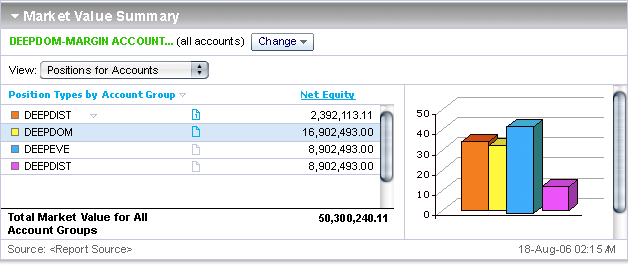 Market Value Summary
DEEPDOM-MARGIN ACCOUNT... (all accounts) Change
View: Positions for Accounts
Position Types by Account Group Net Equity
DEEPDIST 2,392,113.11
DEEPDOM 16,902,493.00
DEEPEVE 8,902,493.00
DEEPDIST 8,902,493.00
Total Market Value for All
Account Groups
50,300,240.11
50
40
30
20
10
0
Source: <Report Source> 18-Aug-06 02:15 AM